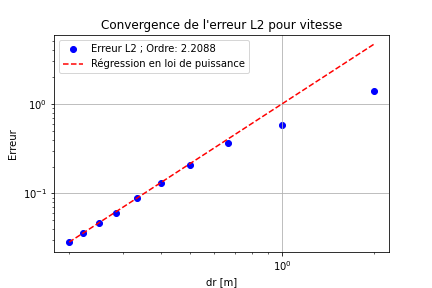 Convergence de l'erreur L2 pour vitesse
Erreur L2 ; Ordre: 2.2088
Régression en loi de puissance
Erreur
10⁰
10⁻¹
10⁰
dr [m]